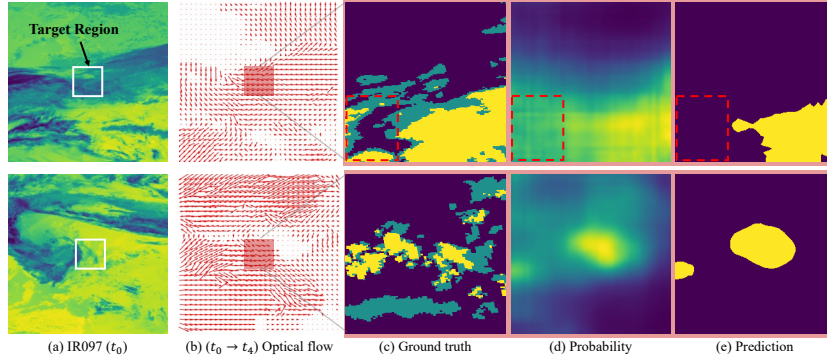 Target Region
(a) IR097 (t₀)
(b) (t₀ → t₄) Optical flow
(c) Ground truth
(d) Probability
(e) Prediction